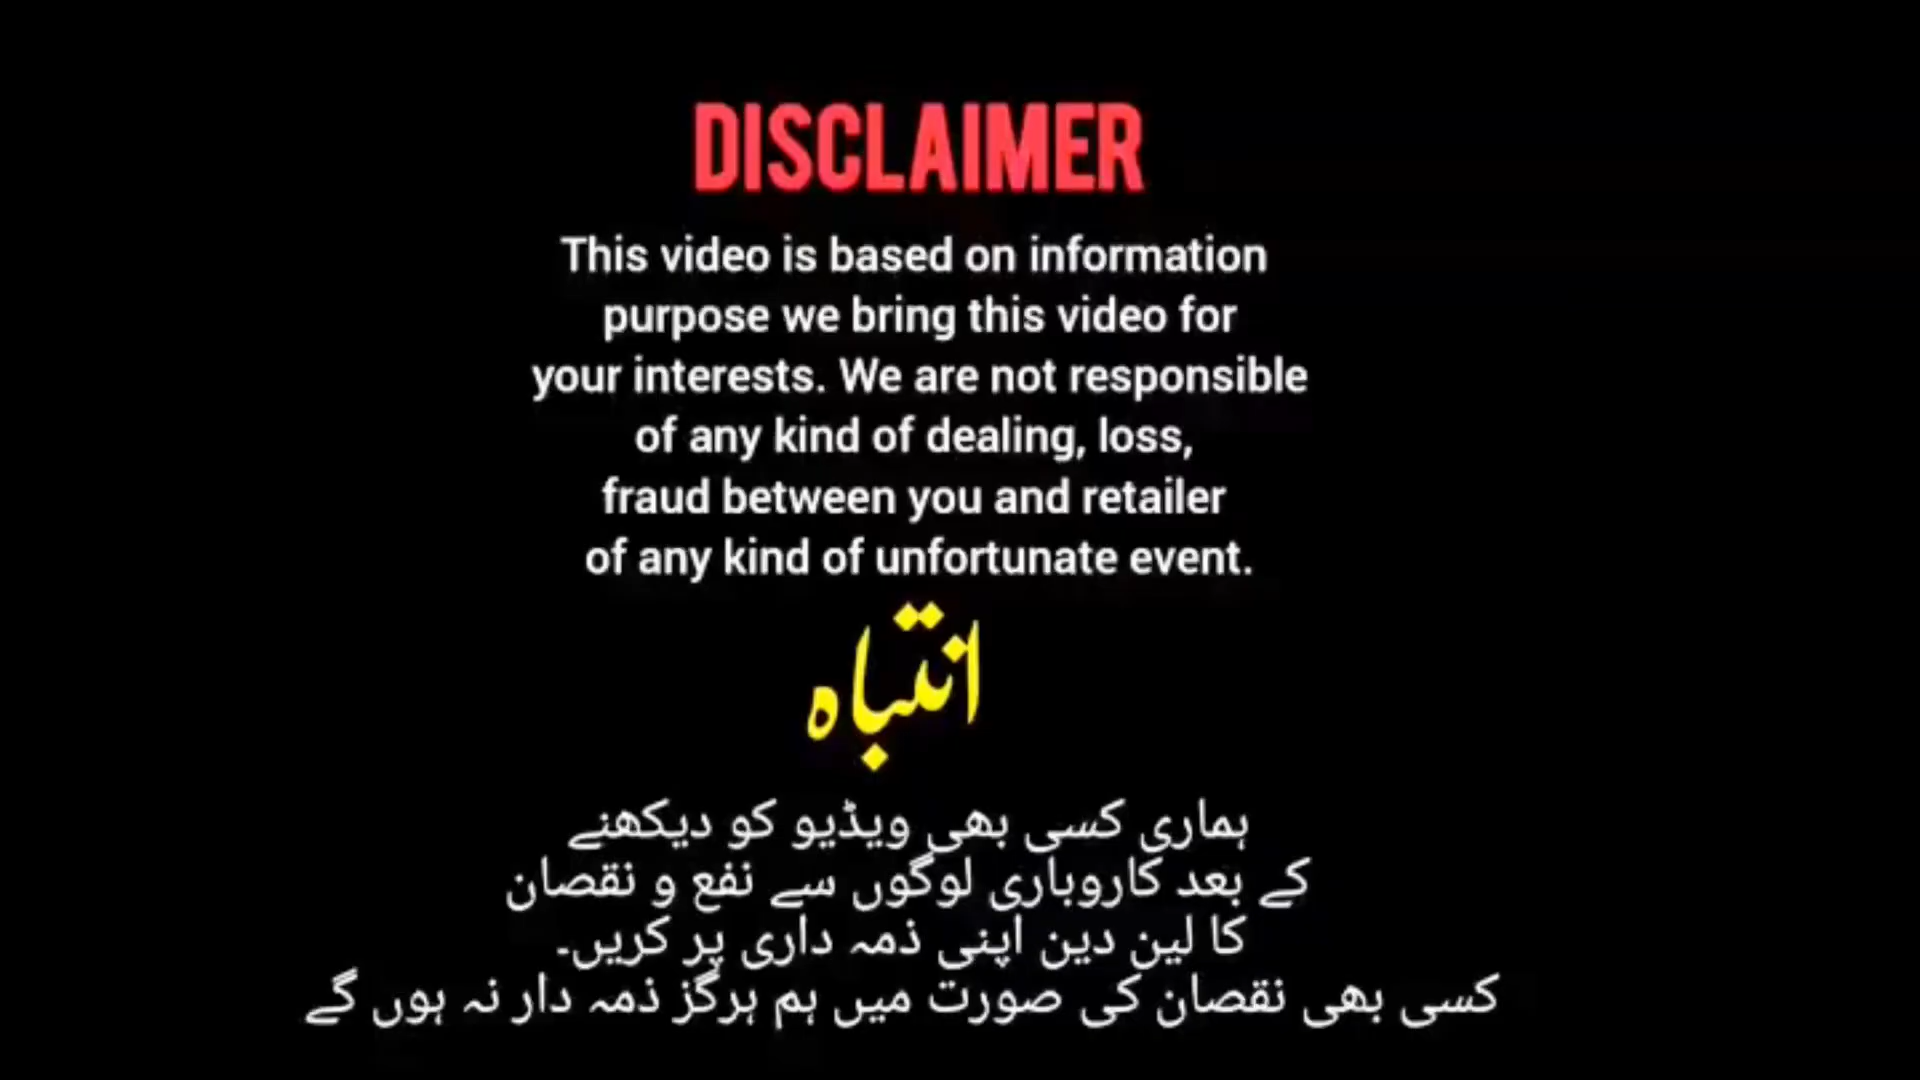 DISCLAIMER
This video is based on information
purpose we bring this video for
your interests. We are not responsible
of any kind of dealing, loss,
fraud between you and retailer
of any kind of unfortunate event.
انتباہ
ہماری کسی بھی ویڈیو کو دیکھنے
کے بعد کاروباری لوگوں سے نفع و نقصان
کا لین دین اپنی ذمہ داری پر کریں۔
کسی بھی نقصان کی صورت میں ہم ہرگز ذمہ دار نہ ہوں گے